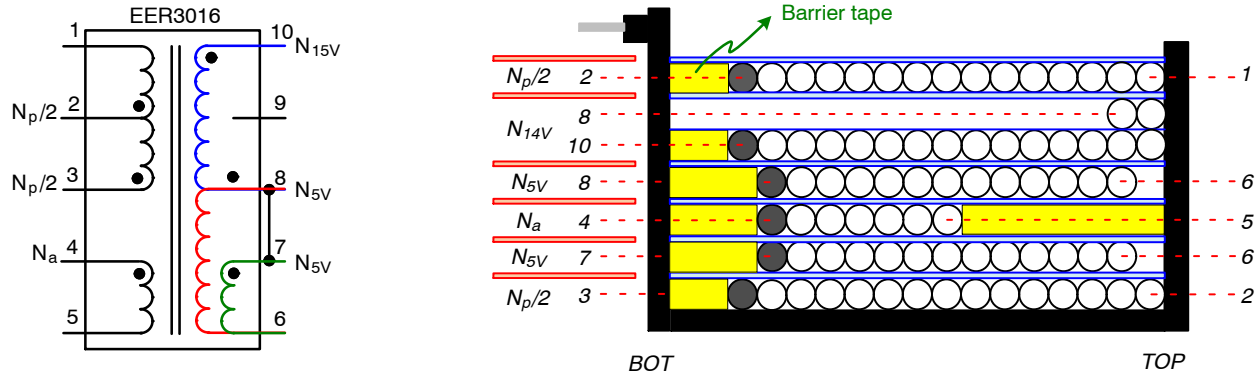 EER3016
1
10
N15V
2
Np/2
9
3
Np/2
8
N5V
4
Na
7
N5V
5
6
Barrier tape
Np/2 2 1
8
N14V
10
N5V 8 6
Na 4 5
N5V 7 6
Np/2 3 2
BOT TOP